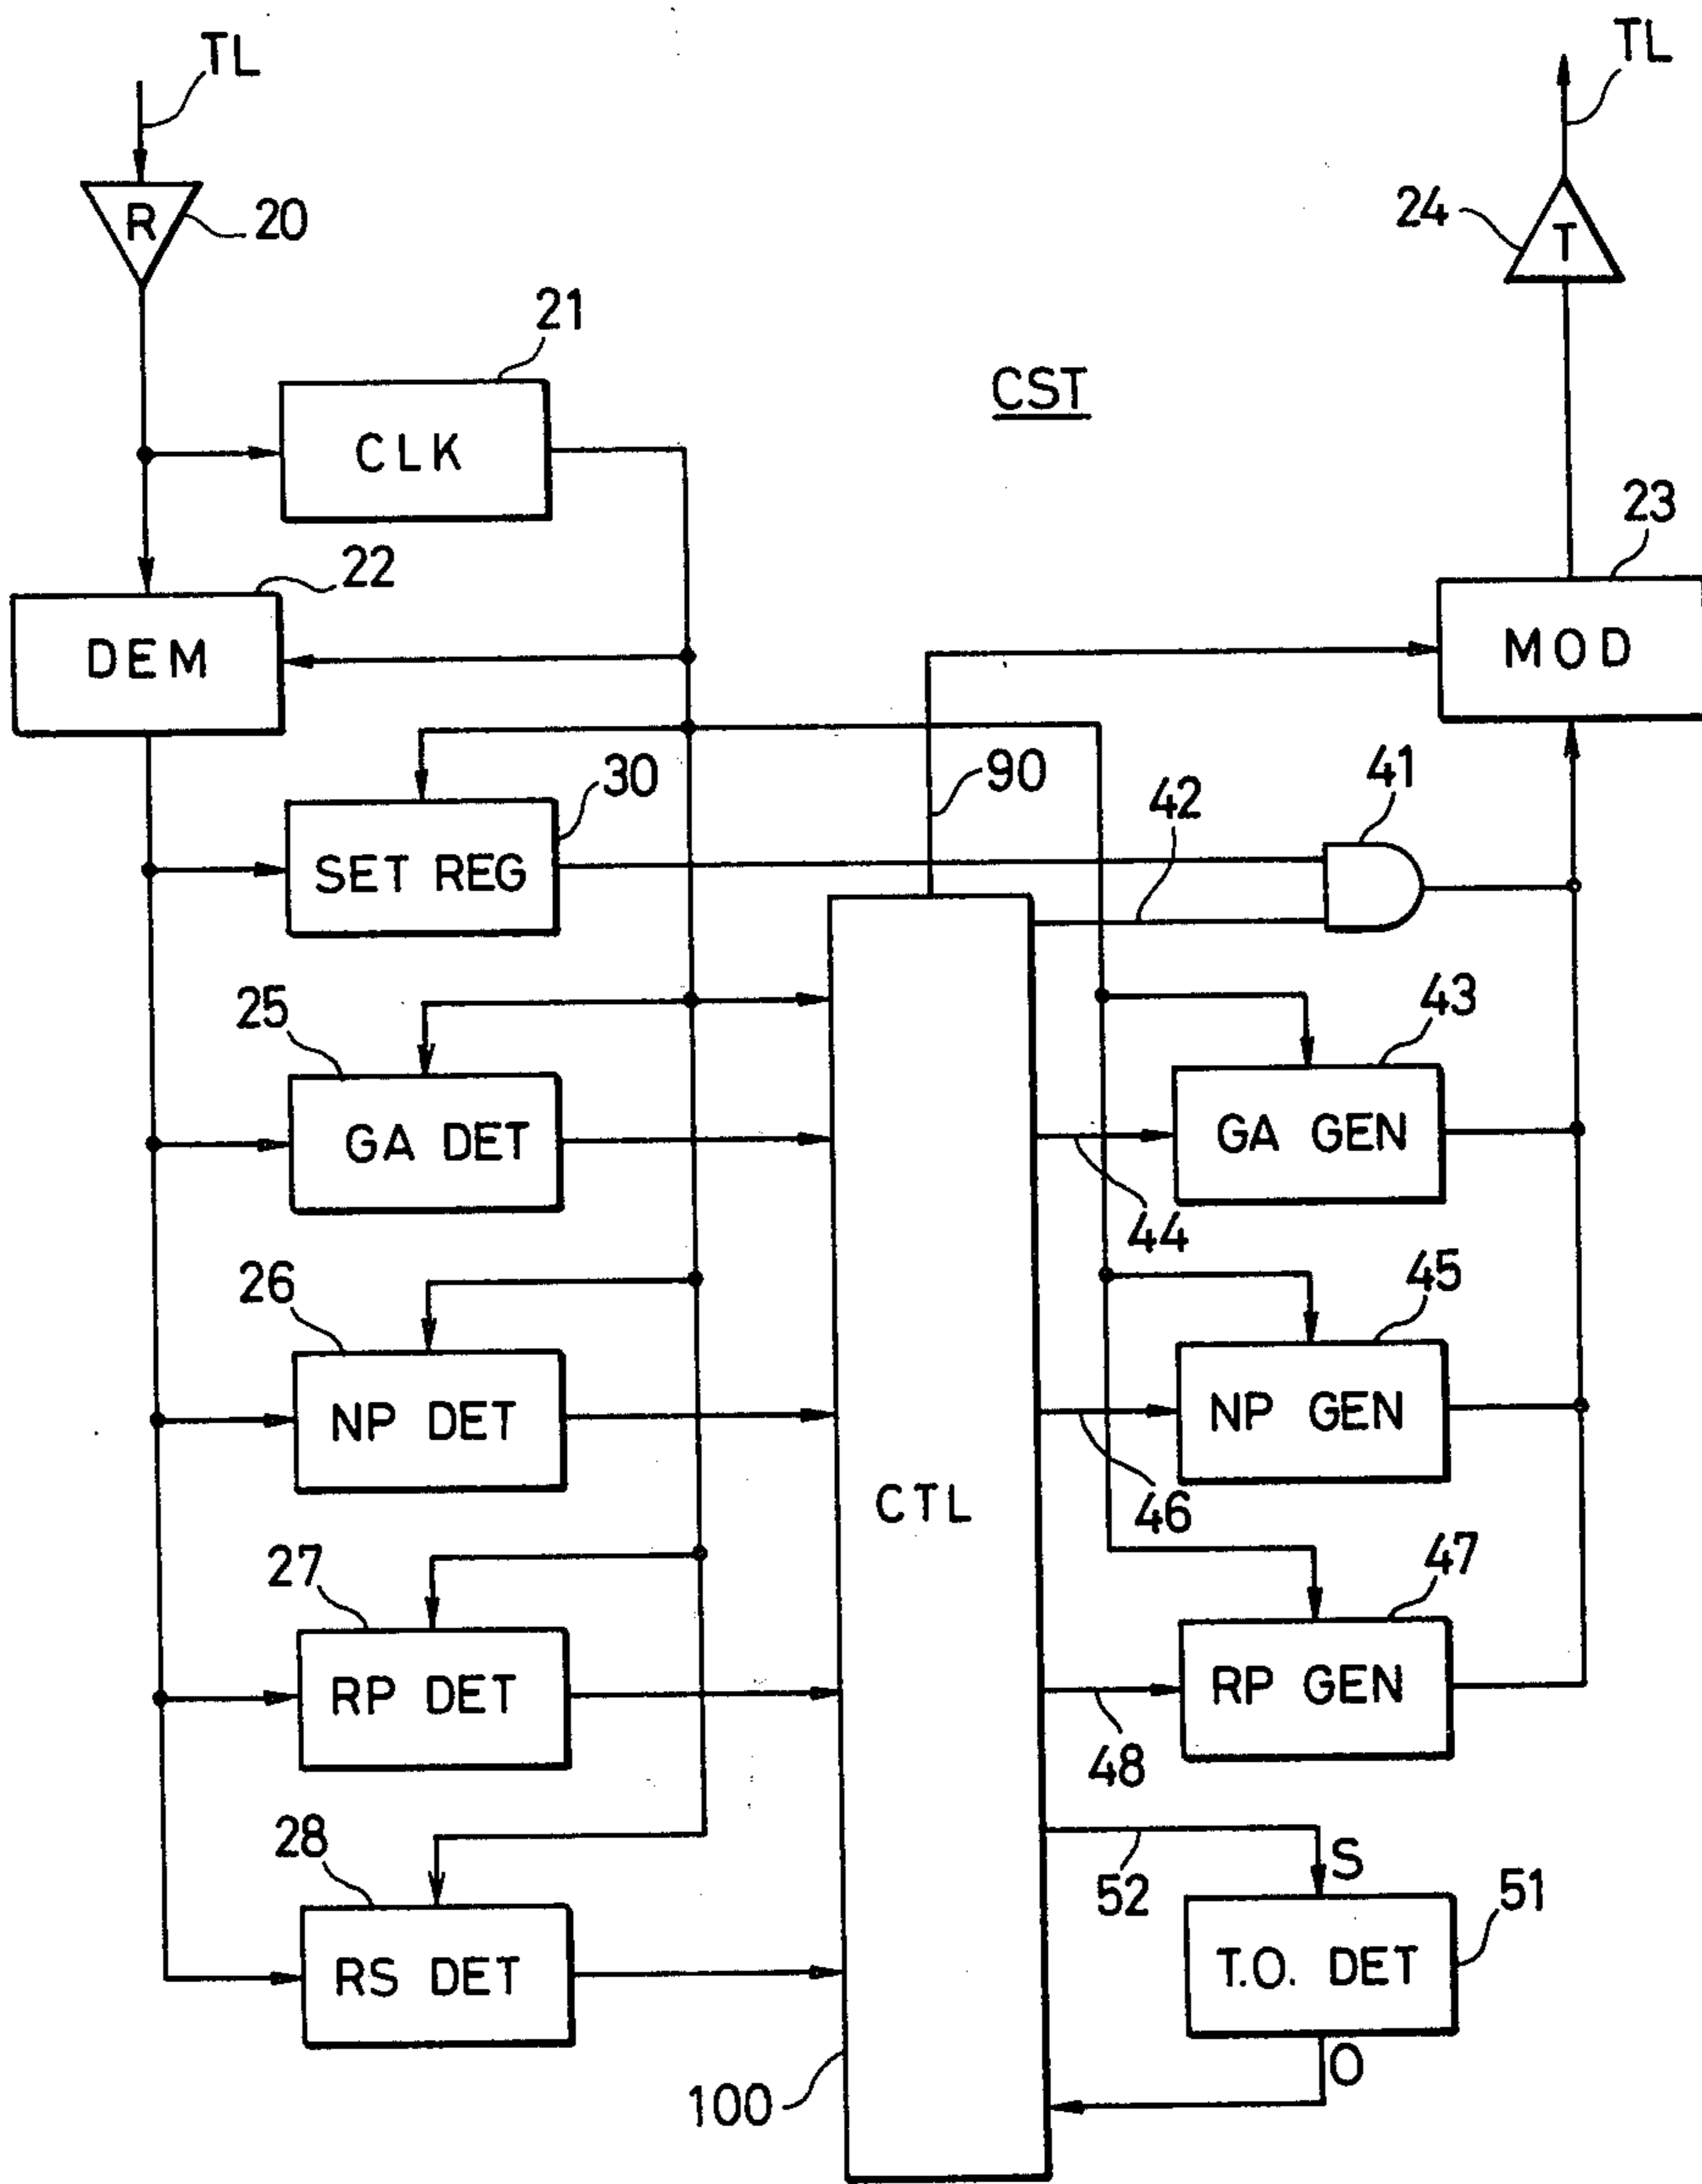 TL
TL
R
20
24
T
21
CLK
CST
23
22
DEM
MOD
30
90
42
41
SET REG
25
43
GA DET
GA GEN
44
26
45
NP DET
NP GEN
46
CTL
27
47
RP DET
RP GEN
48
28
52
S
51
RS DET
T.O. DET
O
100